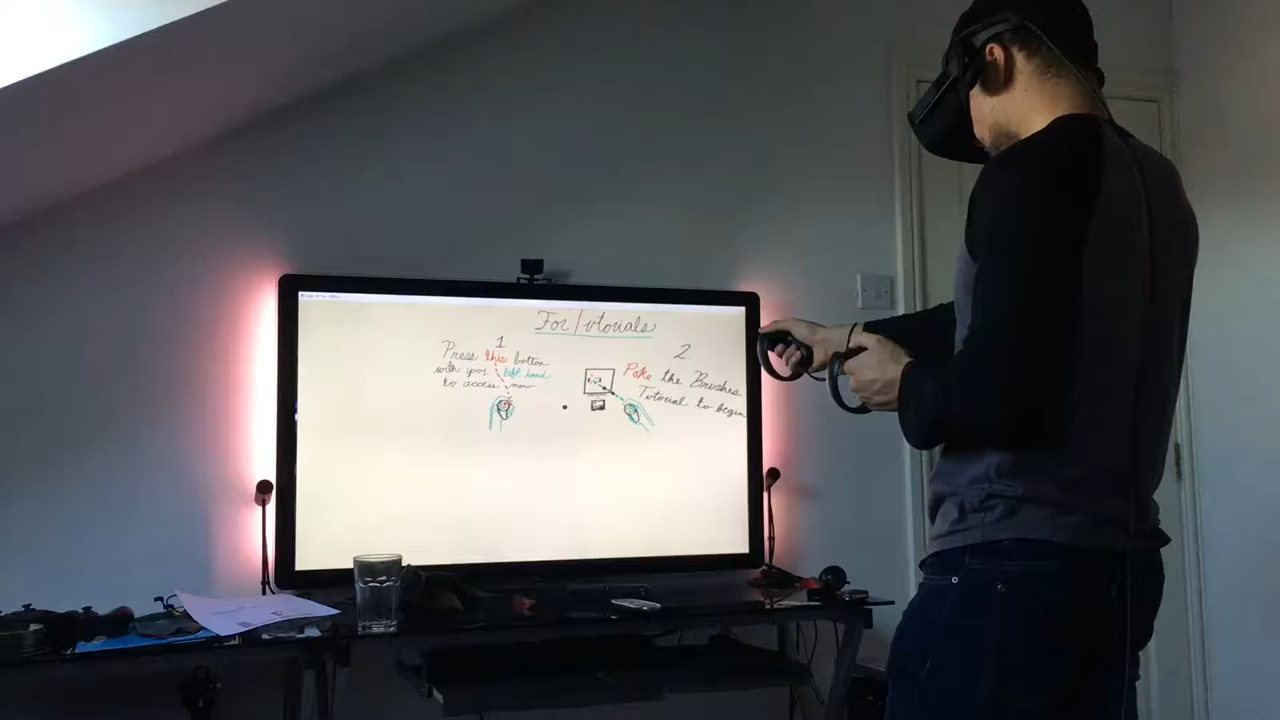 For Tutorials
1
Press this button
with your left hand
to access menu
2.
Poke the Brushes
Tutorial to begin